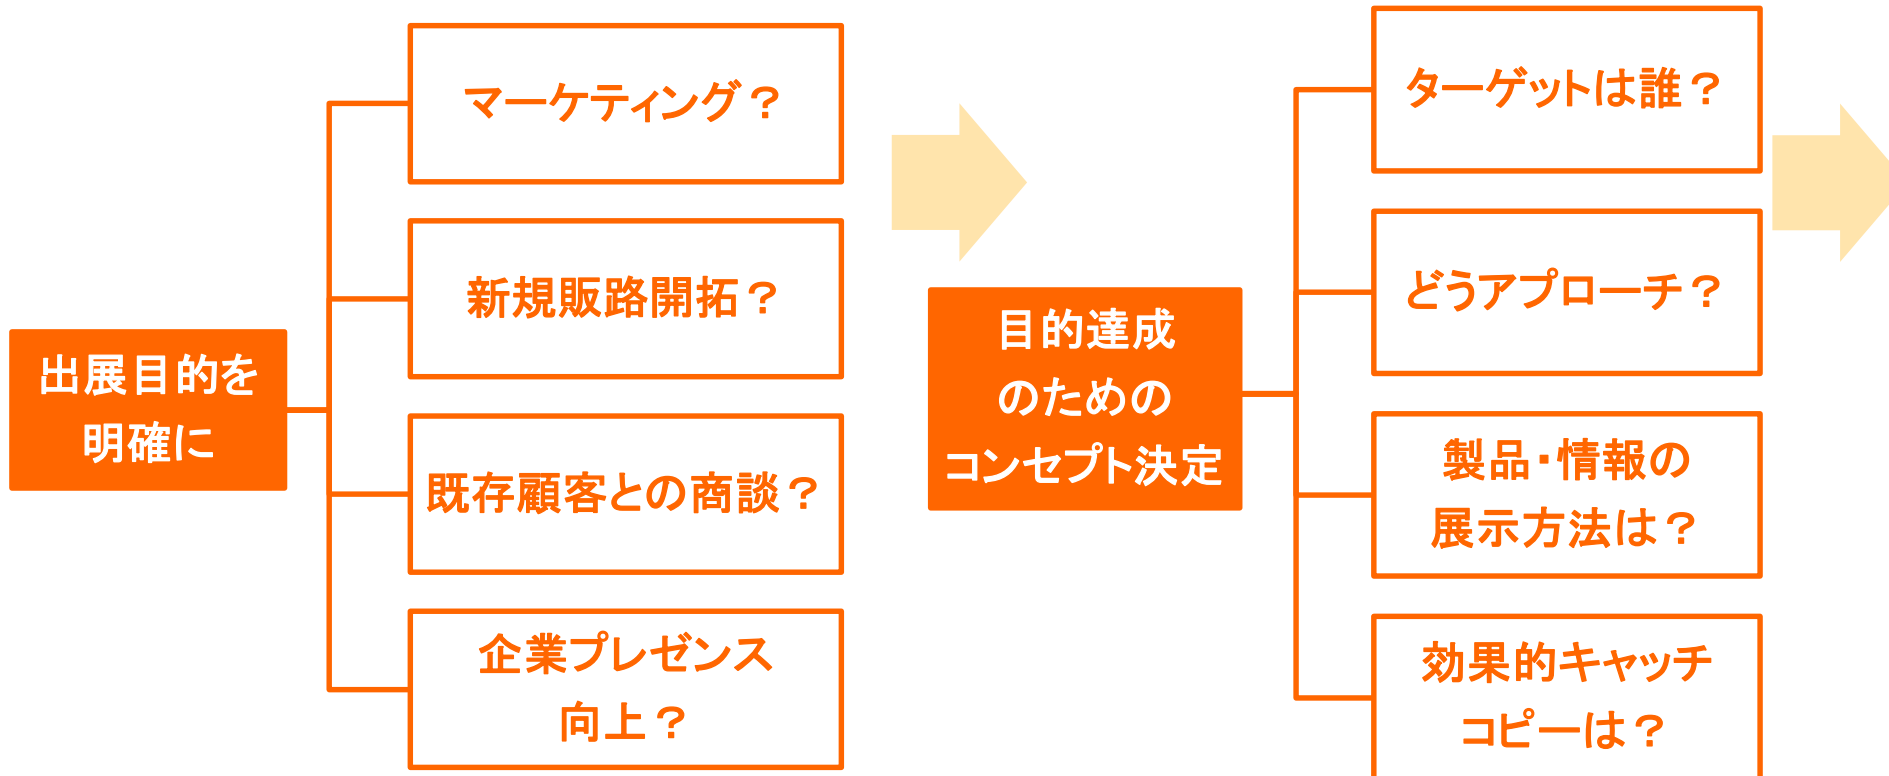 出展目的を
明確に
マーケティング？
新規販路開拓？
既存顧客との商談？
企業プレゼンス
向上？
目的達成
のための
コンセプト決定
ターゲットは誰？
どうアプローチ？
製品・情報の
展示方法は？
効果的キャッチ
コピーは？